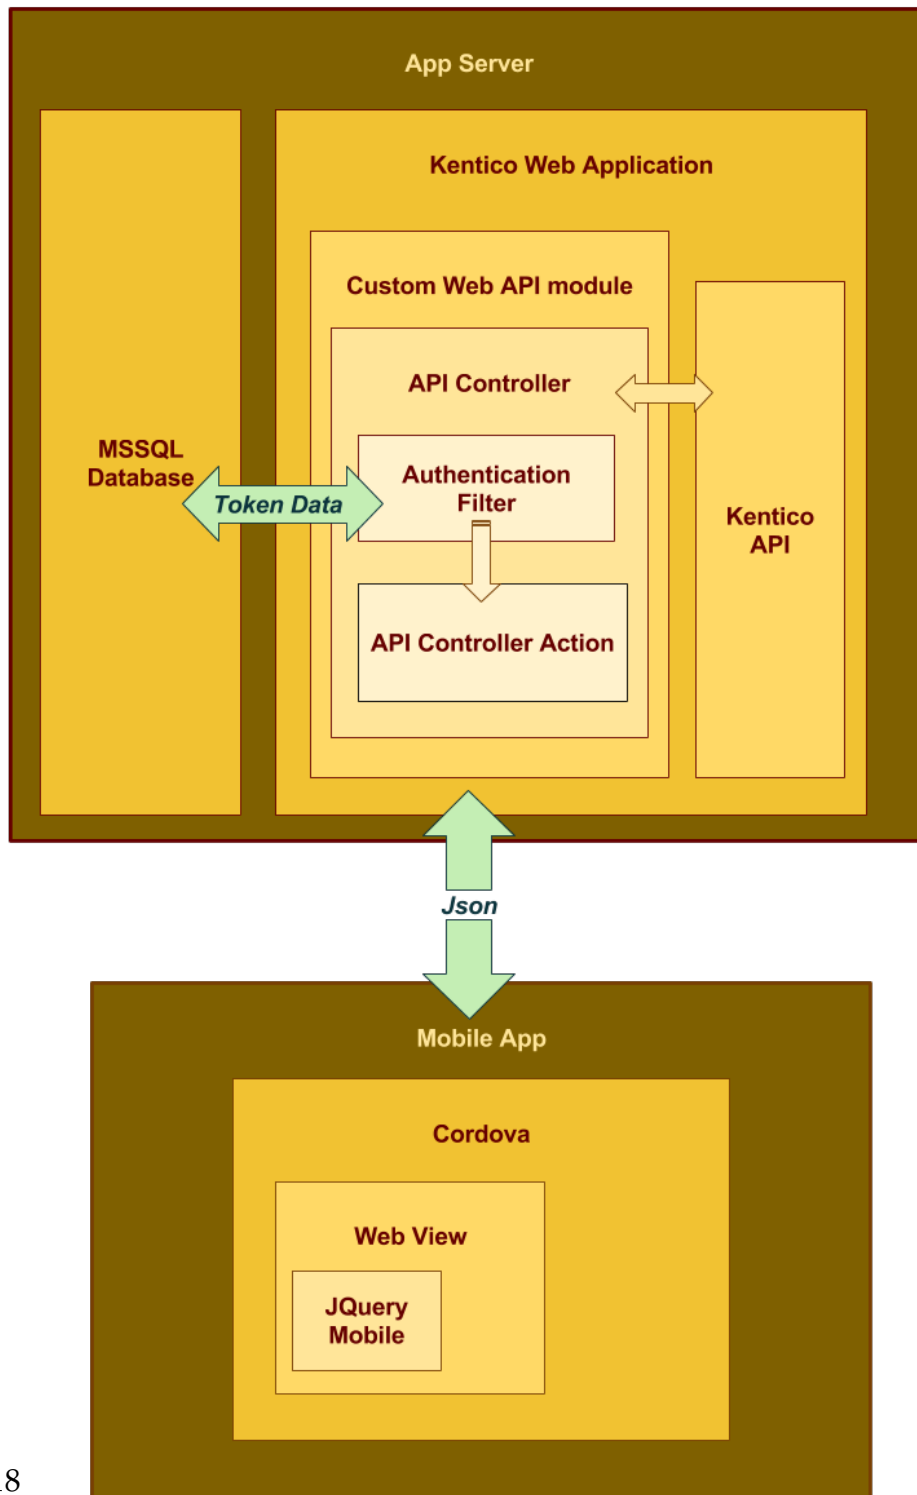 App Server
Kentico Web Application
Custom Web API module
API Controller
MSSQL
Database
Token Data
Authentication
Filter
Kentico
API
API Controller Action
Json
Mobile App
Cordova
Web View
JQuery
Mobile
8